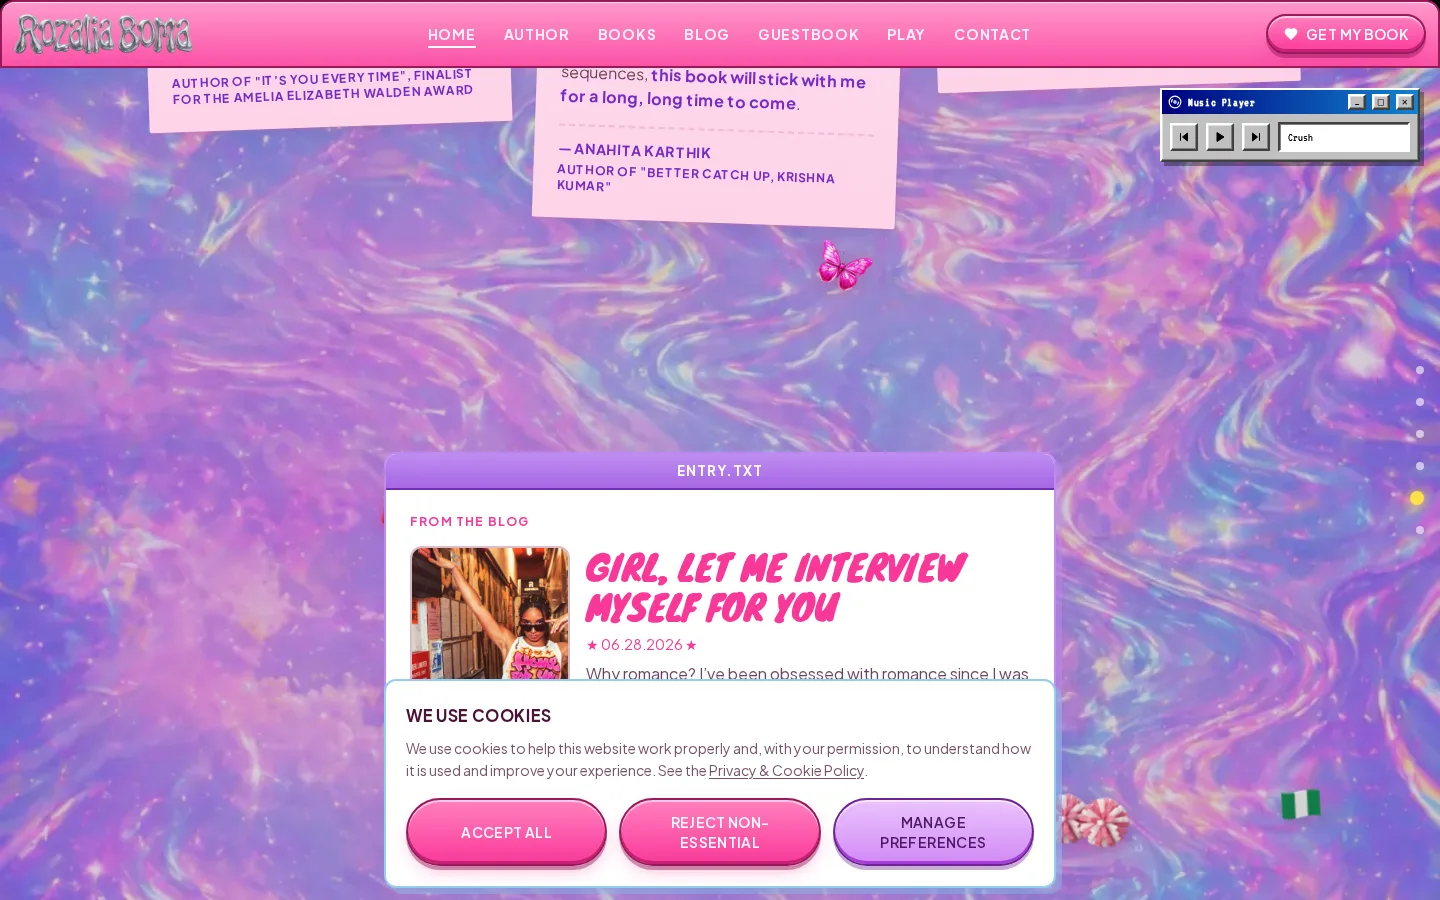 Rozalia Boma
HOME AUTHOR BOOKS BLOG GUESTBOOK PLAY CONTACT
GET MY BOOK
AUTHOR OF "IT'S YOU EVERY TIME", FINALIST
FOR THE AMELIA ELIZABETH WALDEN AWARD
sequences, this book will stick with me
for a long, long time to come.
— ANAHITA KARTHIK
AUTHOR OF "BETTER CATCH UP, KRISHNA
KUMAR"
Music Player
Crush
ENTRY.TXT
FROM THE BLOG
GIRL, LET ME INTERVIEW
MYSELF FOR YOU
★ 06.28.2026 ★
Why romance? I've been obsessed with romance since I was
WE USE COOKIES
We use cookies to help this website work properly and, with your permission, to understand how
it is used and improve your experience. See the Privacy & Cookie Policy.
ACCEPT ALL
REJECT NON-
ESSENTIAL
MANAGE
PREFERENCES